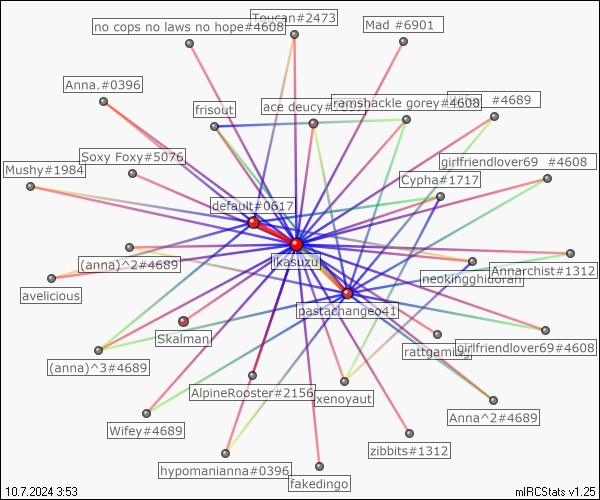 Toucan#2473
no cops no laws no hope#4608
Mad #6901
Anna.#0396
frisout
ace deucy#
ramshackle gorey#4608
#4689
Soxy Foxy#5076
girlfriendlover69 #4608
Mushy#1984
Cypha#1717
default#0617
(anna)^2#4689
ikasuzu
neokingghidorah
Annarchist#1312
avelicious
pastachangeo41
Skalman
rattgaming
girlfriendlover69#4608
(anna)^3#4689
AlpineRooster#2156
xenoyaut
Anna^2#4689
Wifey#4689
zibbits#1312
hypomanianna#0396
fakedingo
10.7.2024 3:53
mIRCStats v1.25